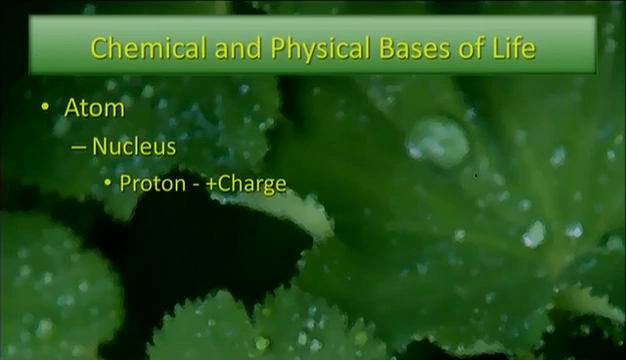 Chemical and Physical Bases of Life
• Atom
– Nucleus
• Proton - +Charge